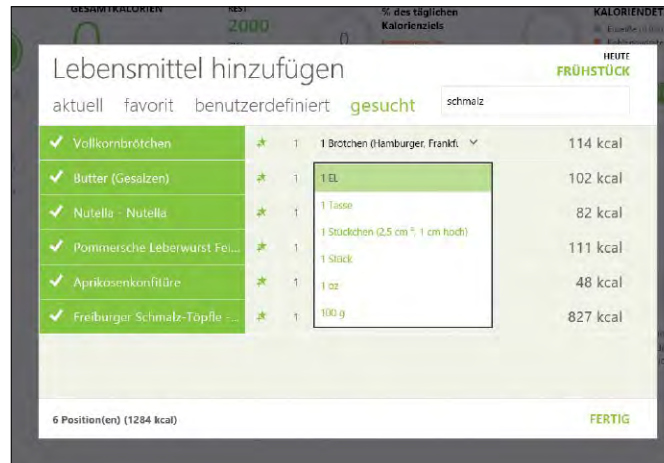 GESAMTKALORIEN
REST:
2000
% des täglichen
Kalorienziels
KALORIENDET
0
Lebensmittel hinzufügen
HEUTE
FRÜHSTÜCK
aktuell favorit benutzerdefiniert gesucht schmalz
Vollkornbrötchen 1 1 Brötchen (Hamburger, Frankfu 114 kcal
Butter (Gesalzen) 1 1 EL 102 kcal
1 Tasse
Nutella - Nutella 1 82 kcal
1 Stückchen (2,5 cm ², 1 cm hoch)
Pommersche Leberwurst Fei... 1 111 kcal
1 Stück
Aprikosenkonfitüre 1 1 oz 48 kcal
Freiburger Schmalz-Töpfle -... 1 100 g 827 kcal
6 Position(en) (1284 kcal) FERTIG